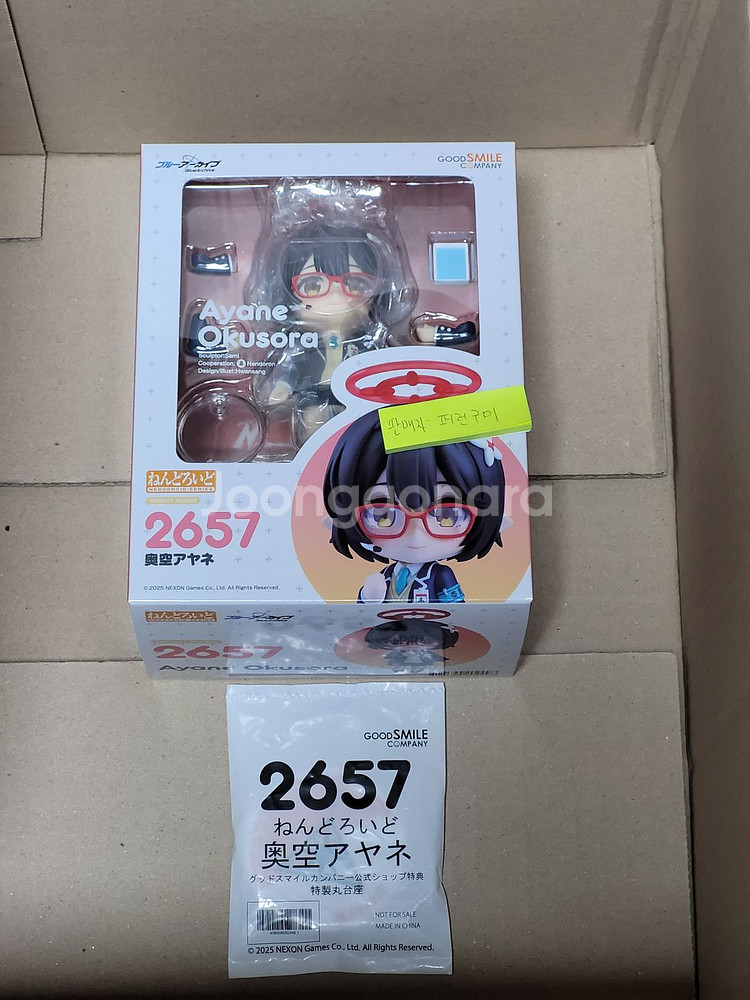 ブルーアーカイブ
BlueArchive
GOOD SMILE
COMPANY
Ayane
Okusora
Sculptor:Sami
Cooperation: Nendoron
Design/Illust:Hwansang
판매자: 피런구미
ねんどろいど
NENDOROID SERIES
Joonggonara
2657
奥空アヤネ
© 2025 NEXON Games Co., Ltd. All Rights Reserved.
ねんどろいど
ブルーアーカイブ
2657
Ayane Okusora
GOOD SMILE
COMPANY
2657
ねんどろいど
奥空アヤネ
グッドスマイルカンパニー公式ショップ特典
特製丸台座
NOT FOR SALE
MADE IN CHINA
© 2025 NEXON Games Co., Ltd. All Rights Reserved.